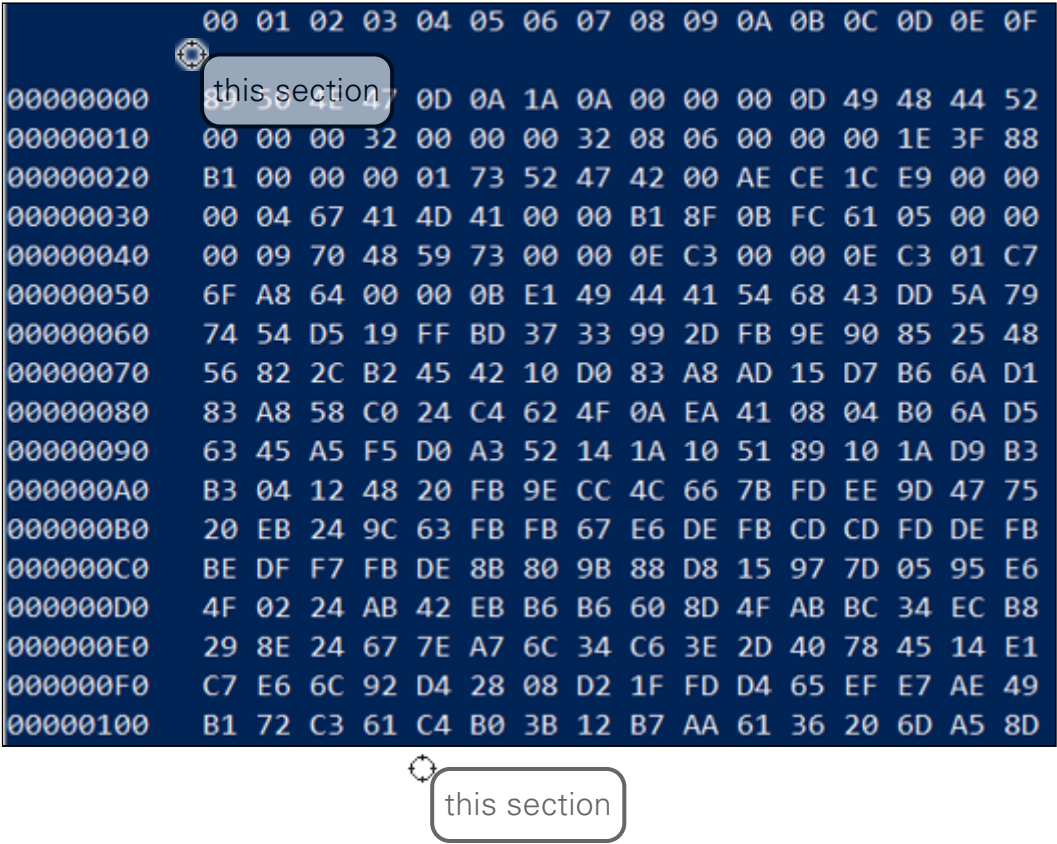 00 01 02 03 04 05 06 07 08 09 0A 0B 0C 0D 0E 0F
this section
00000000 89 50 4E 47 0D 0A 1A 0A 00 00 00 0D 49 48 44 52
00000010 00 00 00 32 00 00 00 32 08 06 00 00 00 1E 3F 88
00000020 B1 00 00 00 01 73 52 47 42 00 AE CE 1C E9 00 00
00000030 00 04 67 41 4D 41 00 00 B1 8F 0B FC 61 05 00 00
00000040 00 09 70 48 59 73 00 00 0E C3 00 00 0E C3 01 C7
00000050 6F A8 64 00 00 0B E1 49 44 41 54 68 43 DD 5A 79
00000060 74 54 D5 19 FF BD 37 33 99 2D FB 9E 90 85 25 48
00000070 56 82 2C B2 45 42 10 D0 83 A8 AD 15 D7 B6 6A D1
00000080 83 A8 58 C0 24 C4 62 4F 0A EA 41 08 04 B0 6A D5
00000090 63 45 A5 F5 D0 A3 52 14 1A 10 51 89 10 1A D9 B3
000000A0 B3 04 12 48 20 FB 9E CC 4C 66 7B FD EE 9D 47 75
000000B0 20 EB 24 9C 63 FB FB 67 E6 DE FB CD CD FD DE FB
000000C0 BE DF F7 FB DE 8B 80 9B 88 D8 15 97 7D 05 95 E6
000000D0 4F 02 24 AB 42 EB B6 B6 60 8D 4F AB BC 34 EC B8
000000E0 29 8E 24 67 7E A7 6C 34 C6 3E 2D 40 78 45 14 E1
000000F0 C7 E6 6C 92 D4 28 08 D2 1F FD D4 65 EF E7 AE 49
00000100 B1 72 C3 61 C4 B0 3B 12 B7 AA 61 36 20 6D A5 8D
this section